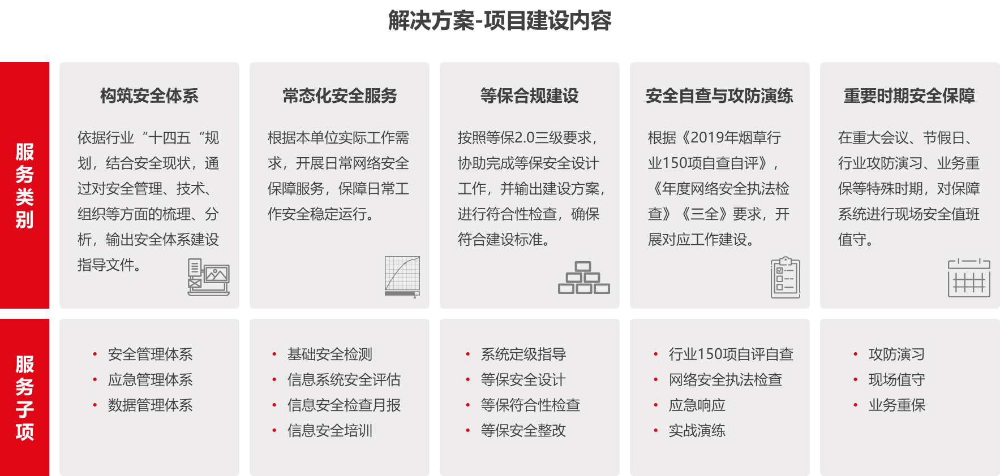 解决方案-项目建设内容
服务类别
构筑安全体系
依据行业“十四五“规
划，结合安全现状，通
过对安全管理、技术、
组织等方面的梳理、分
析，输出安全体系建设
指导文件。
常态化安全服务
根据本单位实际工作需
求，开展日常网络安全
保障服务，保障日常工
作安全稳定运行。
等保合规建设
按照等保2.0三级要求，
协助完成等保安全设计
工作，并输出建设方案，
进行符合性检查，确保
符合建设标准。
安全自查与攻防演练
根据《2019年烟草行
业150项自查自评》，
《年度网络安全执法检
查》《三全》要求，开
展对应工作建设。
重要时期安全保障
在重大会议、节假日、
行业攻防演习、业务重
保等特殊时期，对保障
系统进行现场安全值班
值守。
服务子项
• 安全管理体系
• 应急管理体系
• 数据管理体系
• 基础安全检测
• 信息系统安全评估
• 信息安全检查月报
• 信息安全培训
• 系统定级指导
• 等保安全设计
• 等保符合性检查
• 等保安全整改
• 行业150项自评自查
• 网络安全执法检查
• 应急响应
• 实战演练
• 攻防演习
• 现场值守
• 业务重保